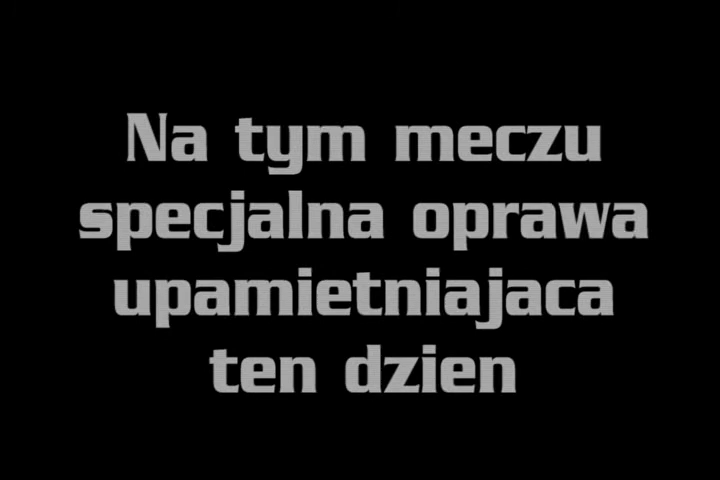 Na tym meczu
specjalna oprawa
upamietniajaca
ten dzien